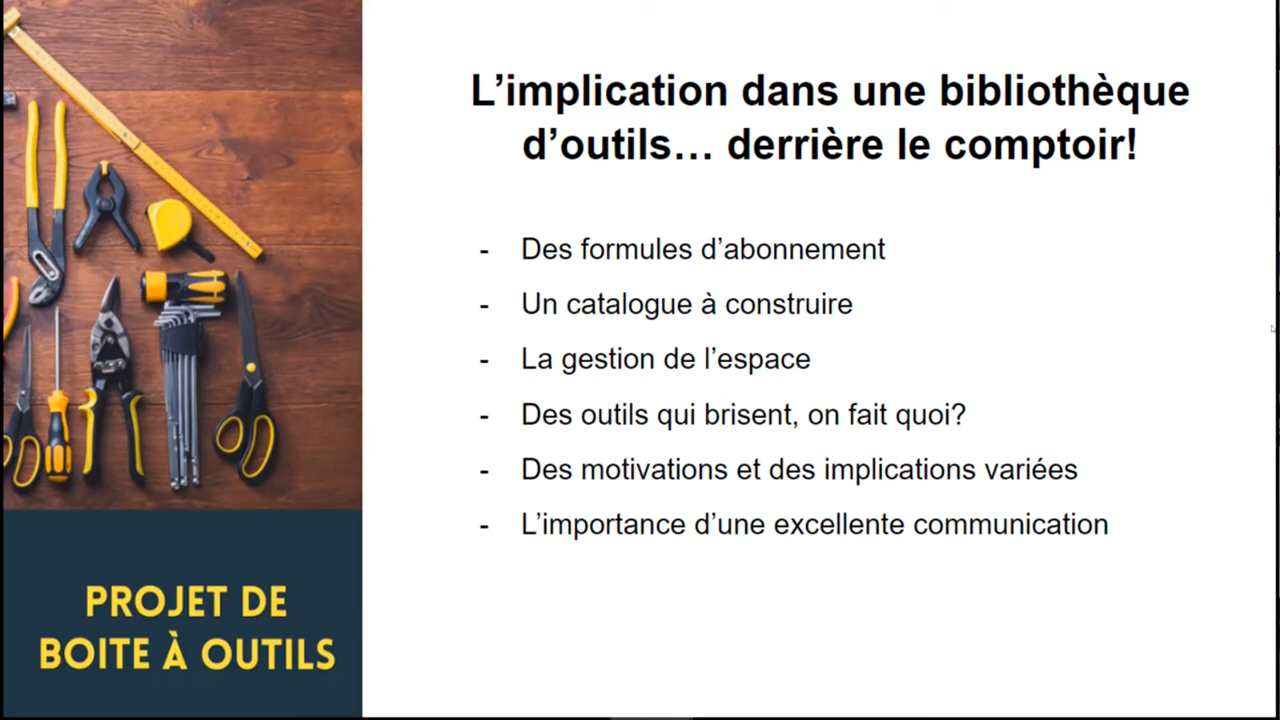 L’implication dans une bibliothèque
d’outils… derrière le comptoir!
- Des formules d’abonnement
- Un catalogue à construire
- La gestion de l’espace
- Des outils qui brisent, on fait quoi?
- Des motivations et des implications variées
- L’importance d’une excellente communication
PROJET DE
BOITE À OUTILS